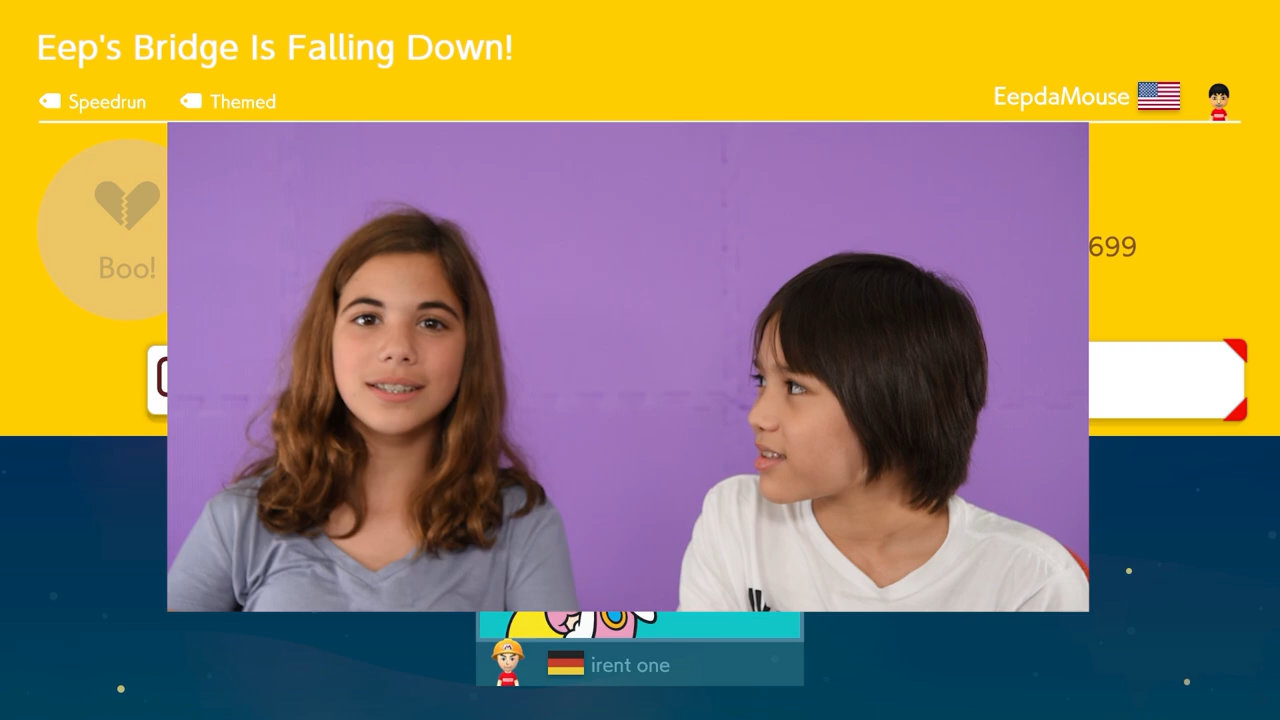 Eep's Bridge Is Falling Down!
Speedrun Themed
EepdaMouse
Boo!
699
irent one